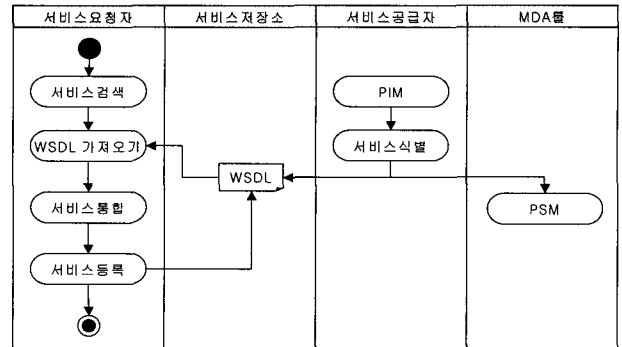 서비스요청자
서비스저장소
서비스공급자
MDA툴
서비스검색
PIM
WSDL 가져오기
서비스식별
WSDL
서비스통합
PSM
서비스등록